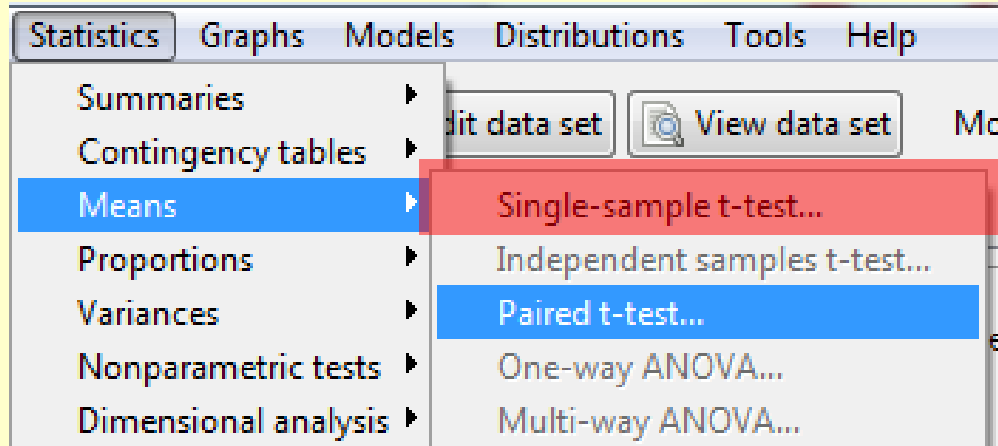 Statistics Graphs Models Distributions Tools Help
Summaries
dit data set View data set Mo
Contingency tables
Means
Single-sample t-test...
Proportions
Independent samples t-test...
Variances
Paired t-test...
Nonparametric tests
One-way ANOVA...
Dimensional analysis
Multi-way ANOVA...